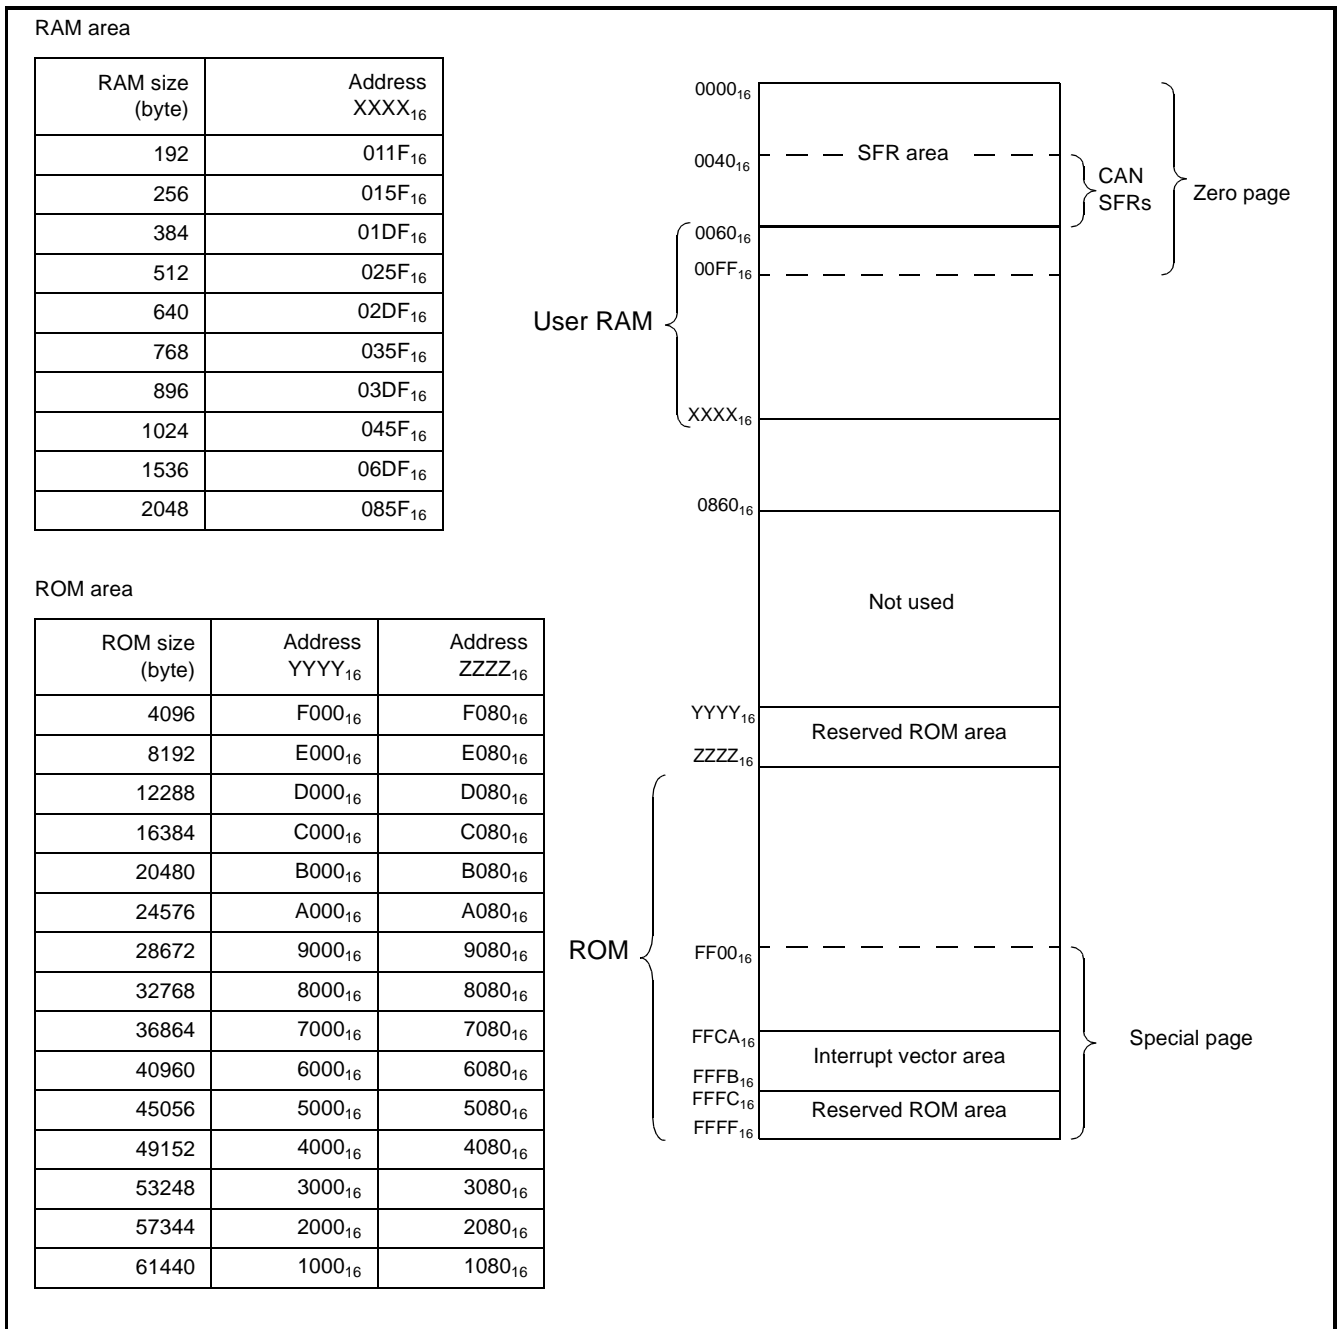 RAM area
RAM size (byte) Address XXXX₁₆
192 011F₁₆
256 015F₁₆
384 01DF₁₆
512 025F₁₆
640 02DF₁₆
768 035F₁₆
896 03DF₁₆
1024 045F₁₆
1536 06DF₁₆
2048 085F₁₆
ROM area
ROM size (byte) Address YYYY₁₆ Address ZZZZ₁₆
4096 F000₁₆ F080₁₆
8192 E000₁₆ E080₁₆
12288 D000₁₆ D080₁₆
16384 C000₁₆ C080₁₆
20480 B000₁₆ B080₁₆
24576 A000₁₆ A080₁₆
28672 9000₁₆ 9080₁₆
32768 8000₁₆ 8080₁₆
36864 7000₁₆ 7080₁₆
40960 6000₁₆ 6080₁₆
45056 5000₁₆ 5080₁₆
49152 4000₁₆ 4080₁₆
53248 3000₁₆ 3080₁₆
57344 2000₁₆ 2080₁₆
61440 1000₁₆ 1080₁₆
0000₁₆
0040₁₆ SFR area
CAN
SFRs
Zero page
0060₁₆
00FF₁₆
User RAM
XXXX₁₆
0860₁₆
Not used
YYYY₁₆
Reserved ROM area
ZZZZ₁₆
ROM
FF00₁₆
FFCA₁₆
Special page
Interrupt vector area
FFFB₁₆
FFFC₁₆
Reserved ROM area
FFFF₁₆